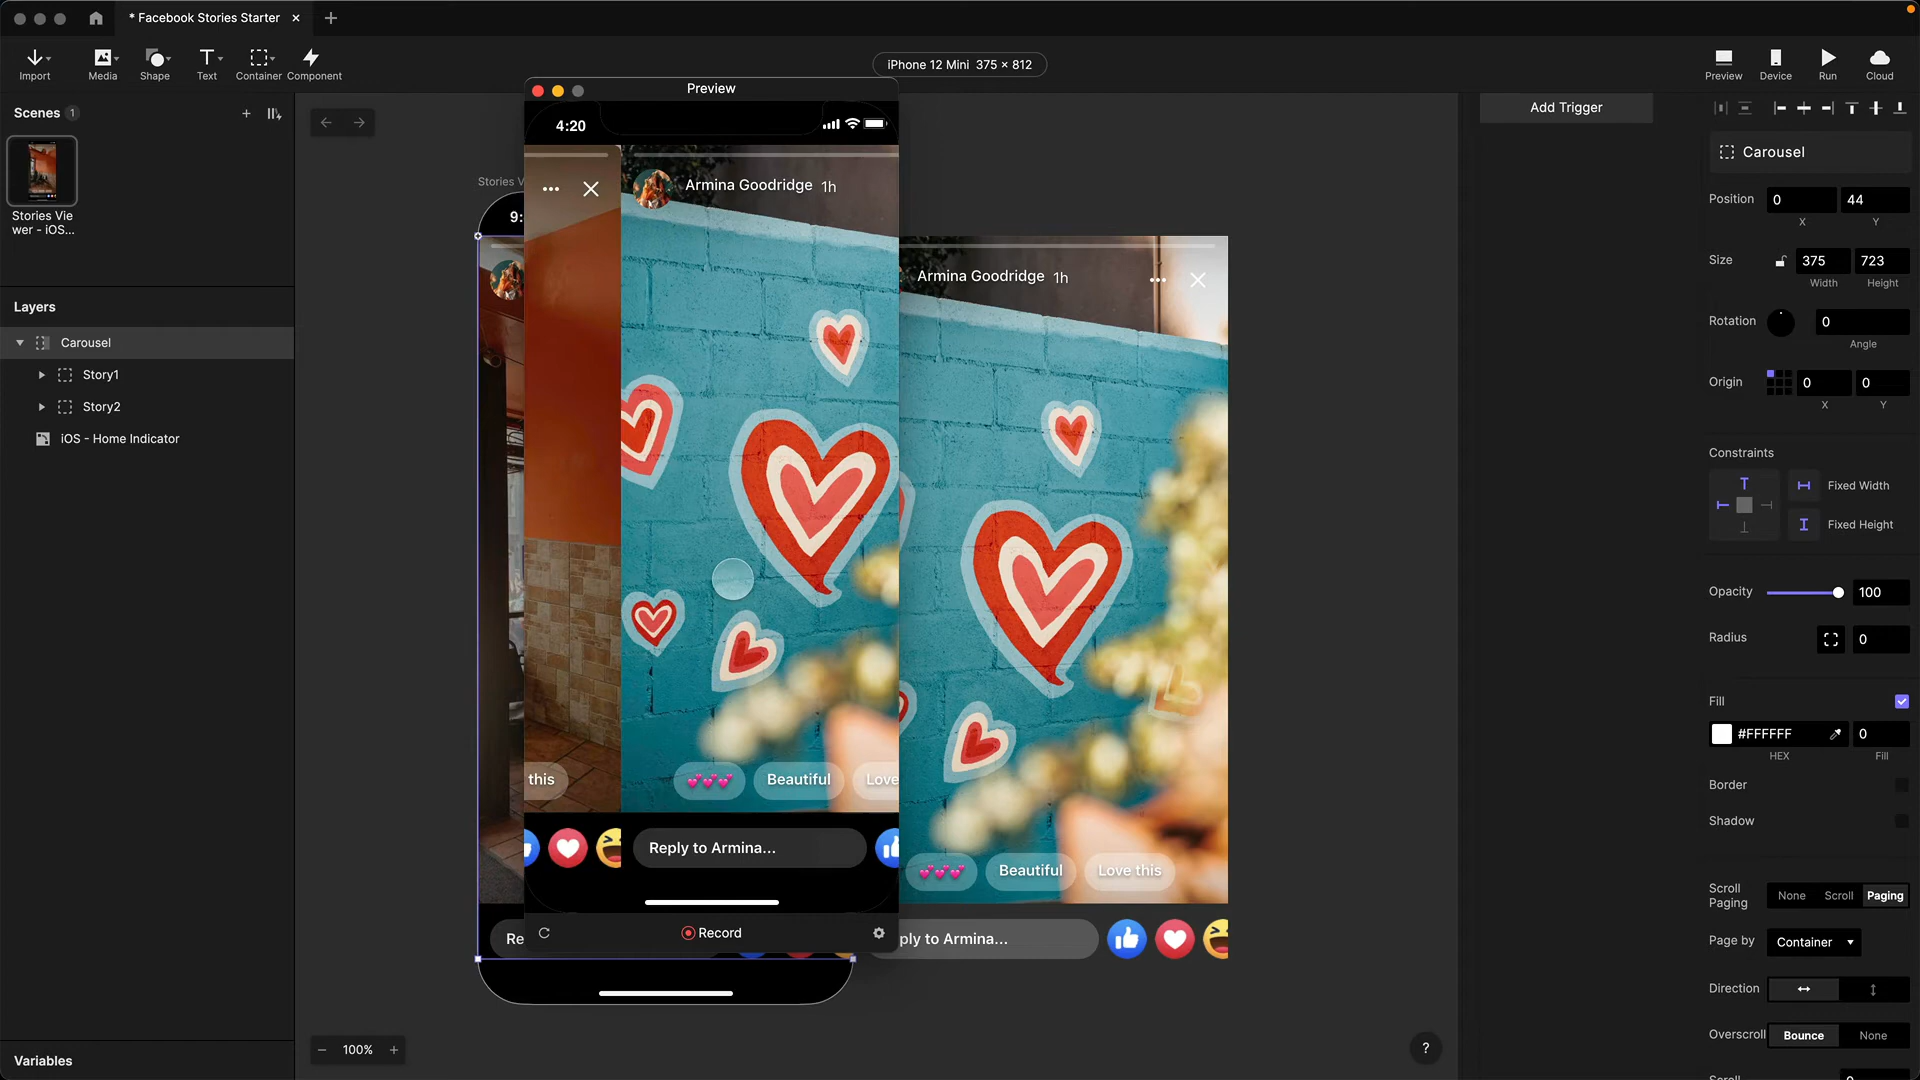 * Facebook Stories Starter
Import
Media
Shape
Text
Container
Component
iPhone 12 Mini 375 × 812
Preview
Device
Run
Cloud
Scenes 1
Stories Vie
wer - iOS...
Layers
Carousel
Story1
Story2
iOS - Home Indicator
Variables
Stories V
9:
Re
100%
Preview
4:20
Armina Goodridge 1h
this
Beautiful
Love
Reply to Armina...
Record
Armina Goodridge 1h
Beautiful
Love this
ply to Armina...
?
Add Trigger
Carousel
Position
0
44
X
Y
Size
375
723
Width
Height
Rotation
0
Angle
Origin
0
0
X
Y
Constraints
Fixed Width
Fixed Height
Opacity
100
Radius
0
Fill
#FFFFFF
0
HEX
Fill
Border
Shadow
Scroll
Paging
None
Scroll
Paging
Page by
Container
Direction
Overscroll
Bounce
None